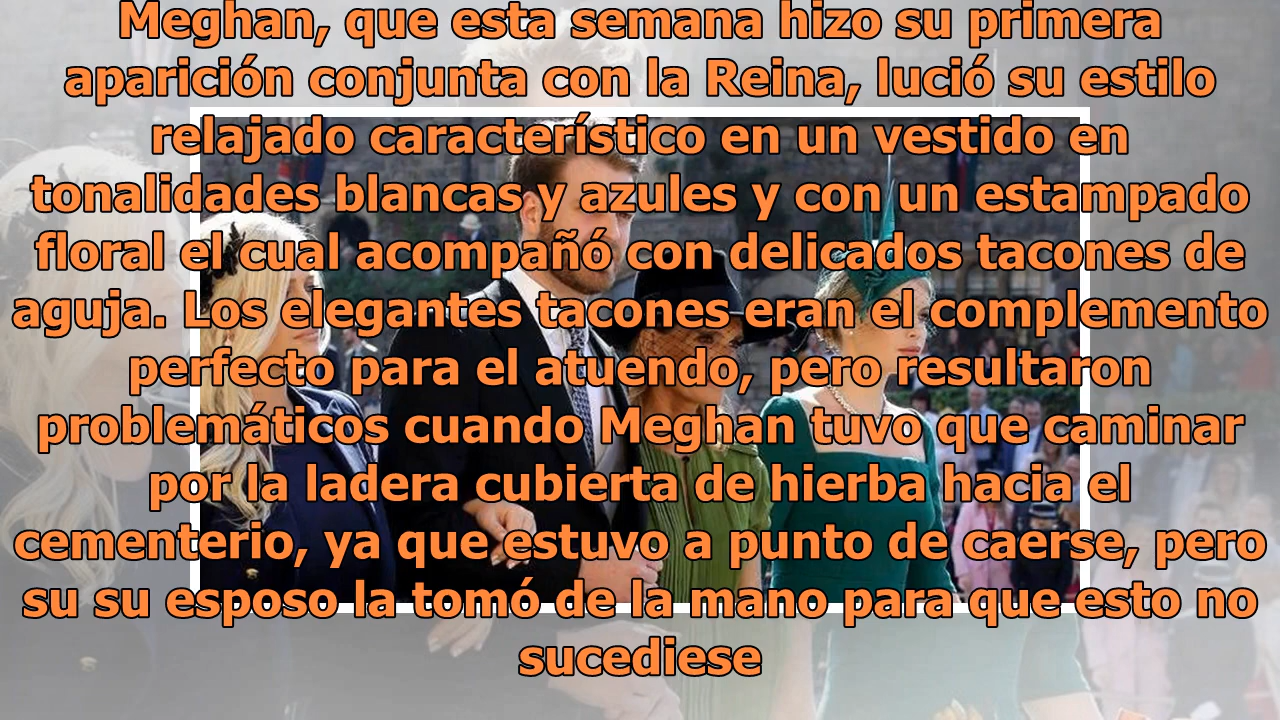 Meghan, que esta semana hizo su primera
aparición conjunta con la Reina, lució su estilo
relajado característico en un vestido en
tonalidades blancas y azules y con un estampado
floral el cual acompañó con delicados tacones de
aguja. Los elegantes tacones eran el complemento
perfecto para el atuendo, pero resultaron
problemáticos cuando Meghan tuvo que caminar
por la ladera cubierta de hierba hacia el
cementerio, ya que estuvo a punto de caerse, pero
su su esposo la tomó de la mano para que esto no
sucediese